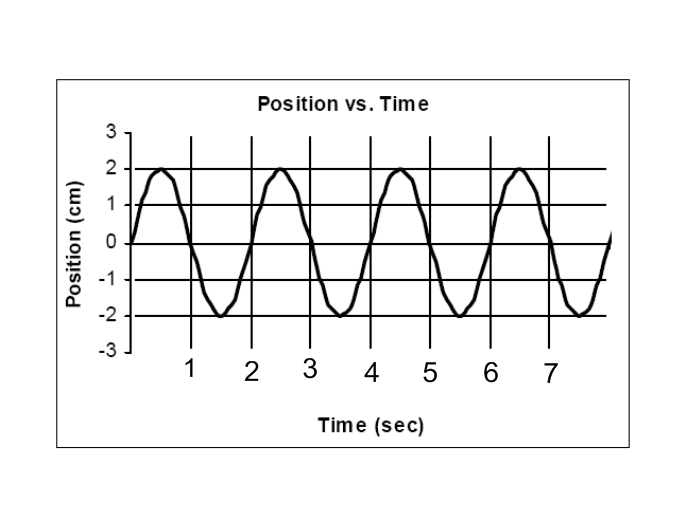 Position vs. Time
3
2
1
0
-1
-2
-3
Position (cm)
1 2 3 4 5 6 7
Time (sec)